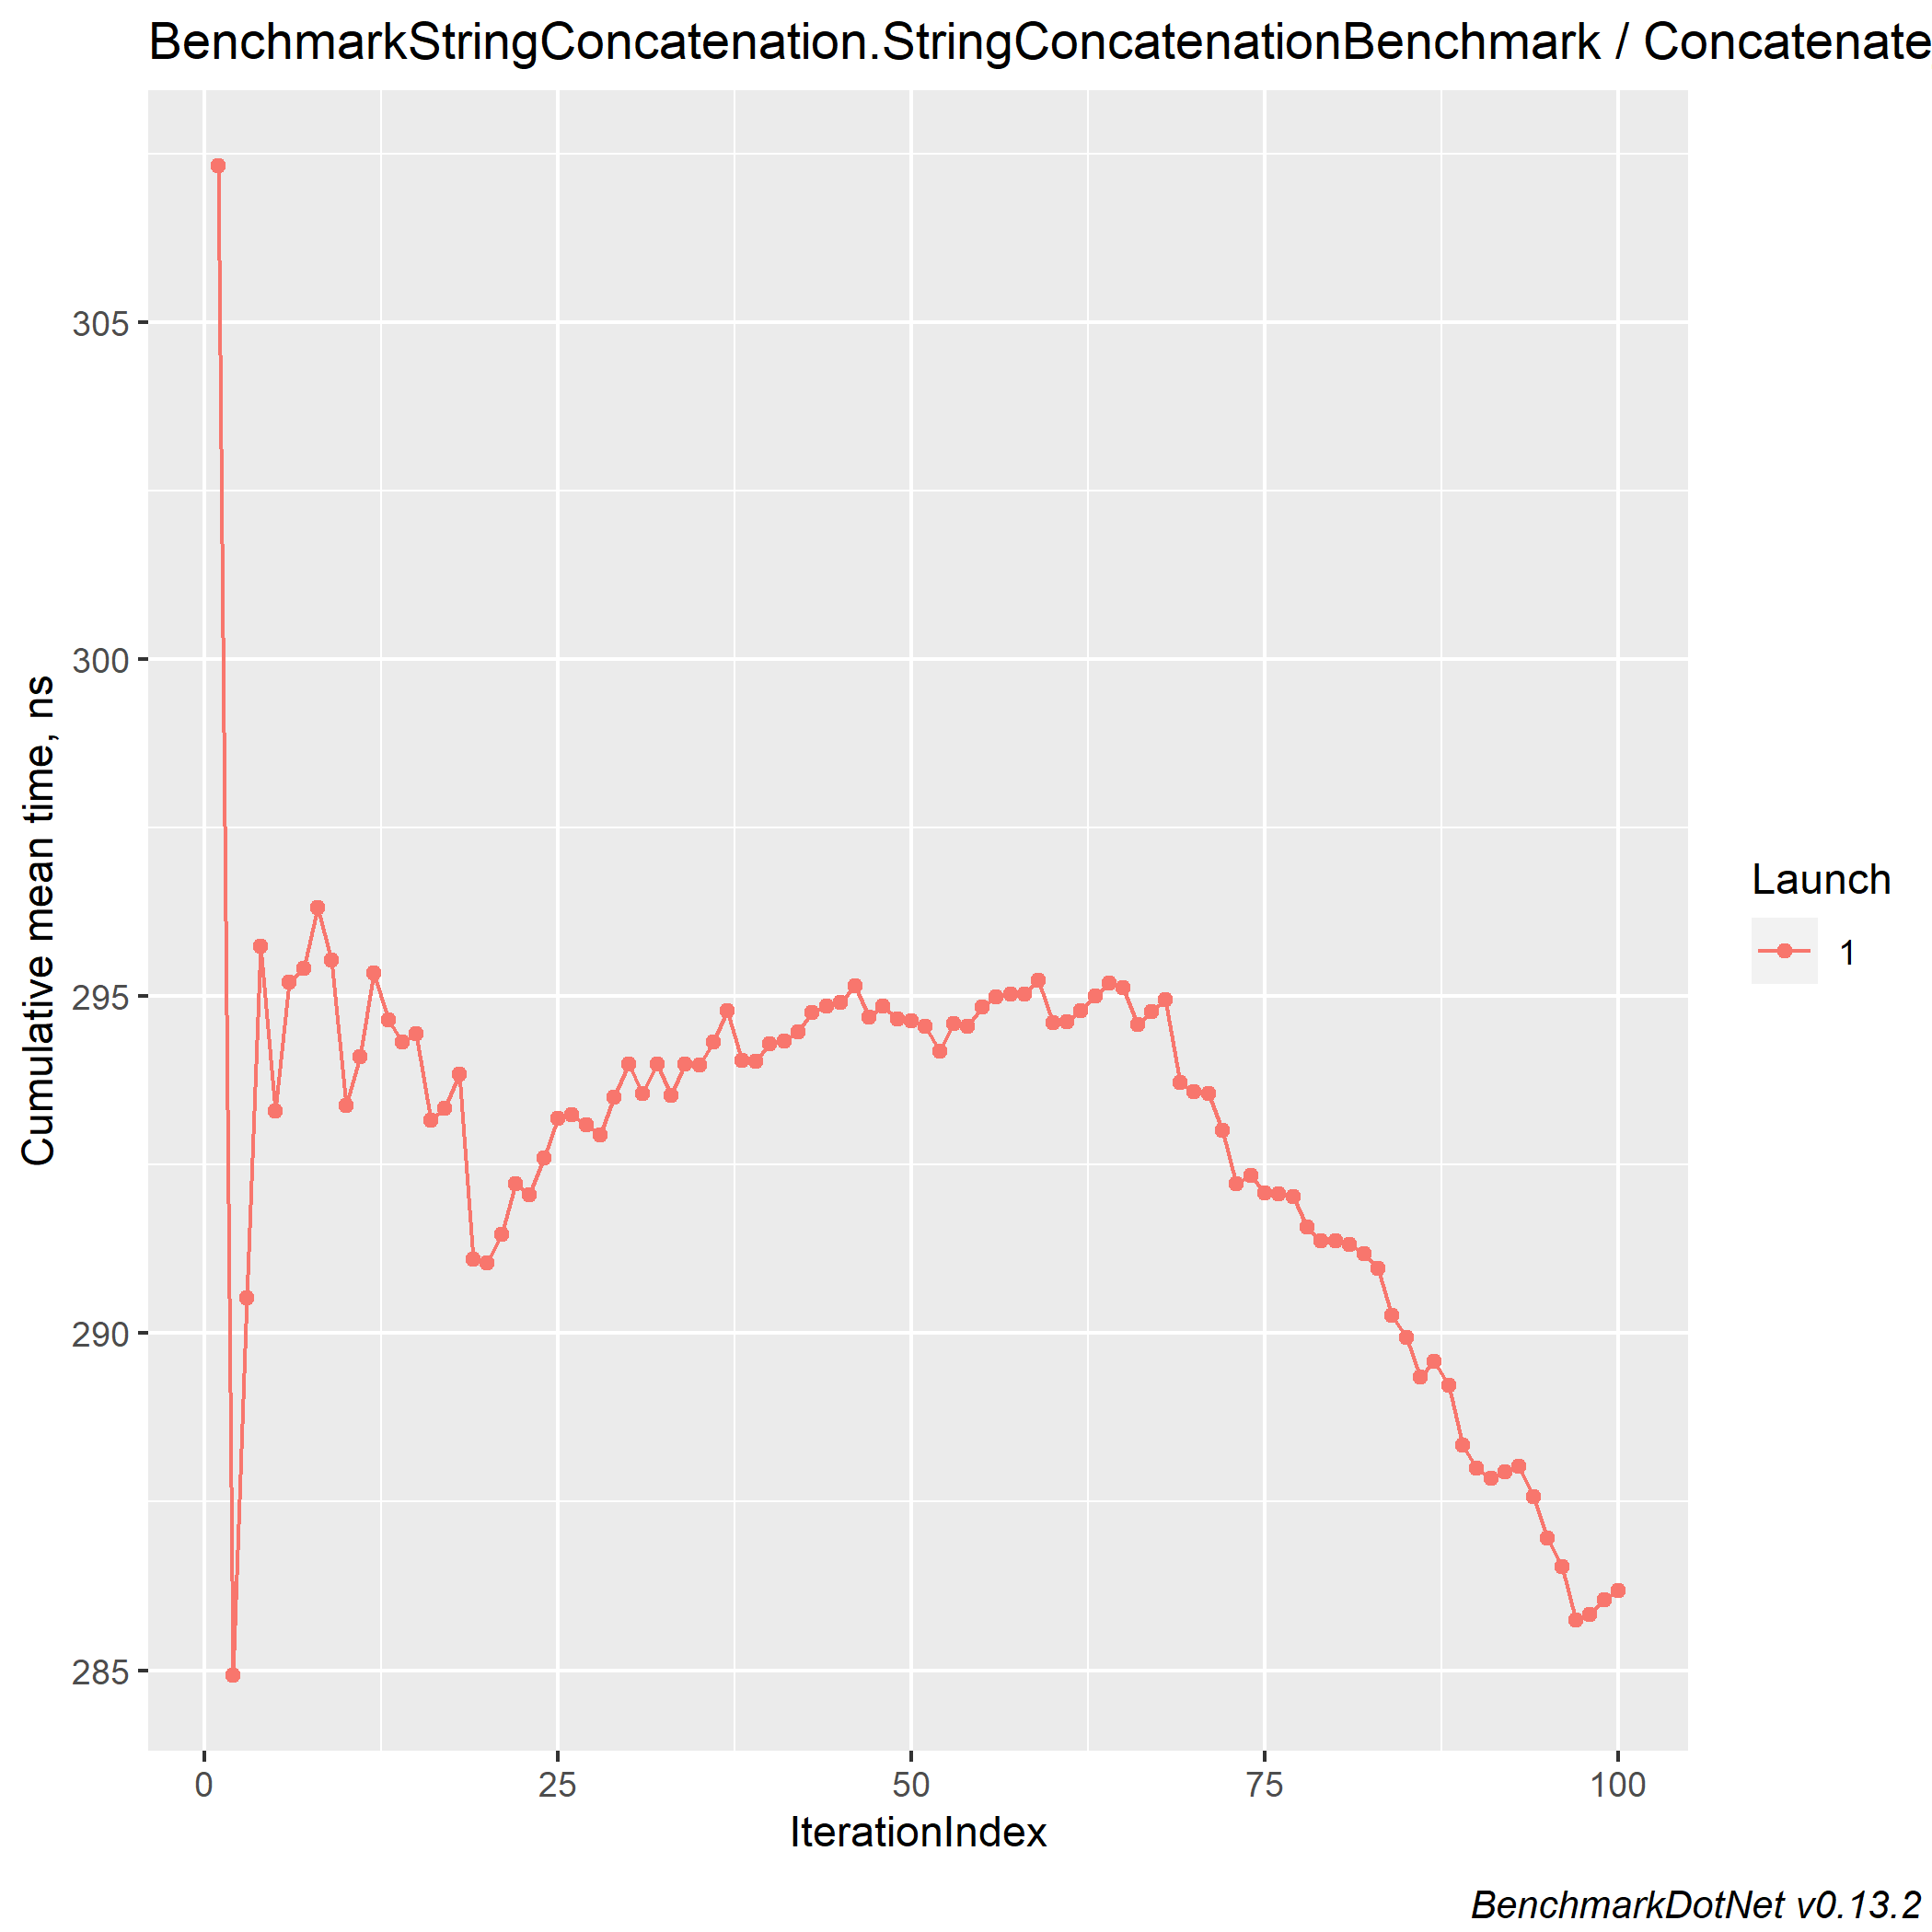 BenchmarkStringConcatenation.StringConcatenationBenchmark / Concatenate
305
300
295
290
285
Cumulative mean time, ns
0 25 50 75 100
IterationIndex
Launch
1
BenchmarkDotNet v0.13.2